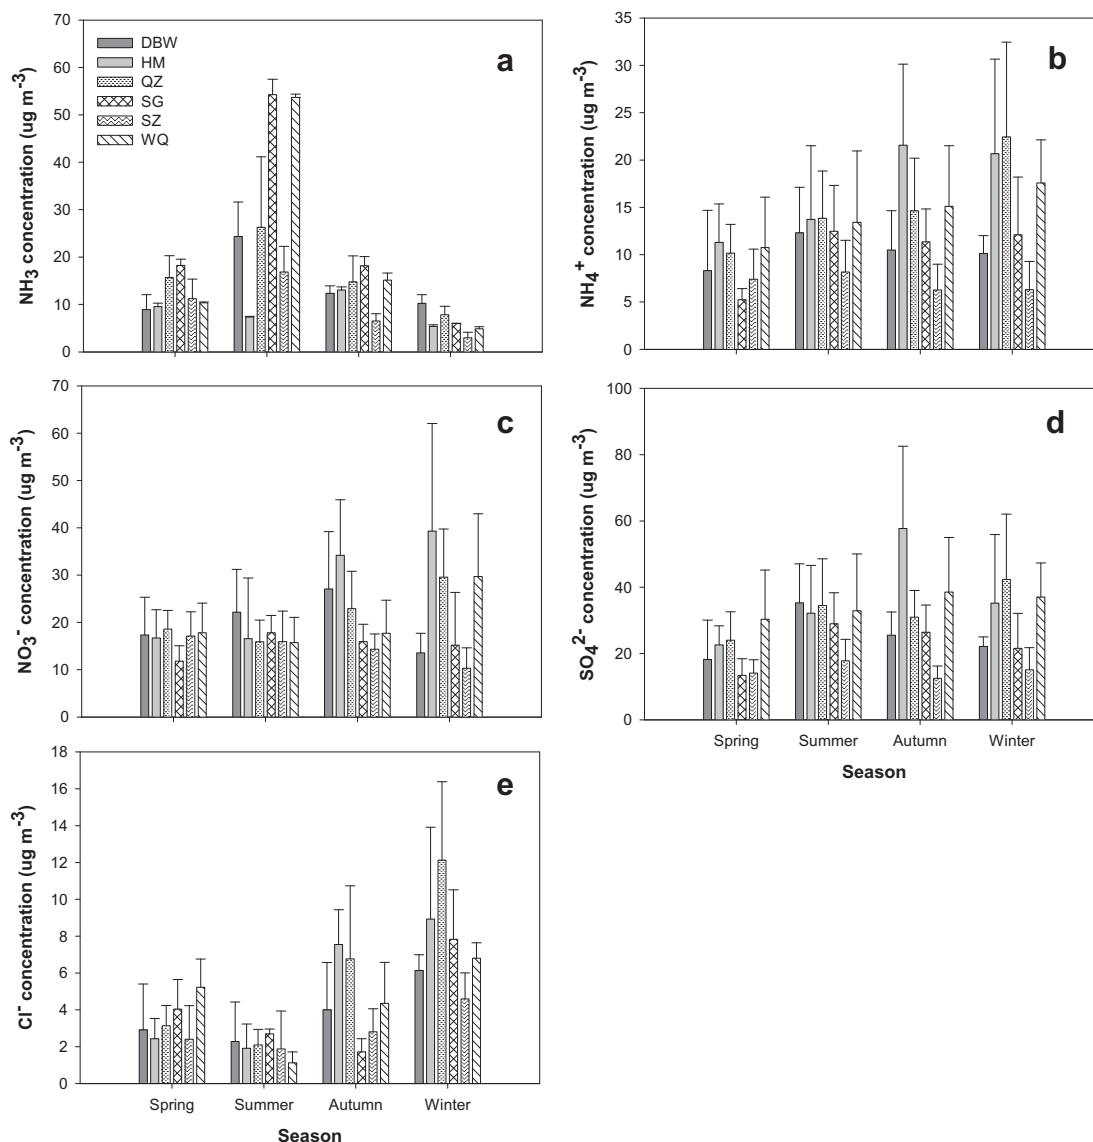 a
NH3 concentration (ug m-3)
70
60
50
40
30
20
10
0
DBW
HM
QZ
SG
SZ
WQ
b
NH4+ concentration (ug m-3)
35
30
25
20
15
10
5
0
c
NO3- concentration (ug m-3)
70
60
50
40
30
20
10
0
d
SO42- concentration (ug m-3)
100
80
60
40
20
0
Spring Summer Autumn Winter
Season
e
Cl- concentration (ug m-3)
18
16
14
12
10
8
6
4
2
0
Spring Summer Autumn Winter
Season